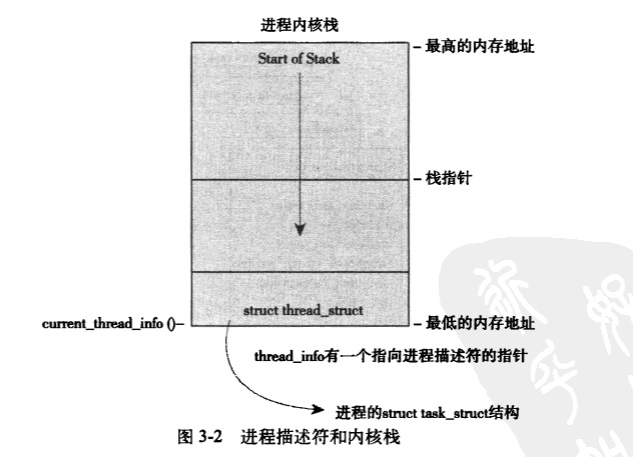 进程内核栈
最高的内存地址
Start of Stack
栈指针
struct thread_struct
current_thread_info ()
最低的内存地址
thread_info有一个指向进程描述符的指针
进程的struct task_struct结构
图 3-2 进程描述符和内核栈